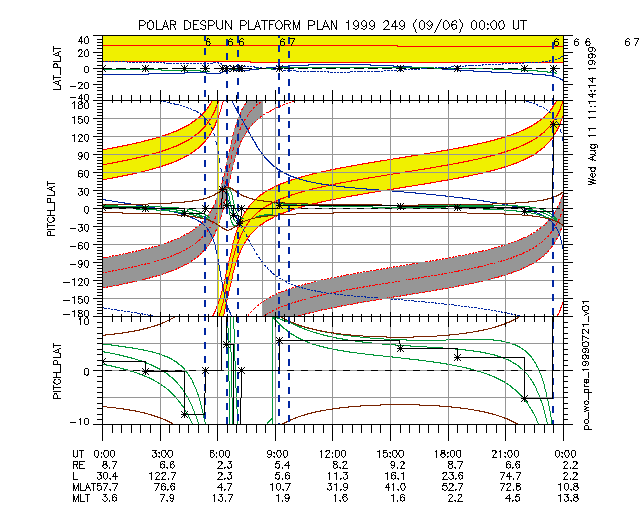 POLAR DESPUN PLATFORM PLAN 1999 249 (09/06) 00:00 UT
6 6 6 6 7 6 6 6 6 7
LAT_PLAT
40
20
0
−20
−40
Wed Aug 11 11:14:14 1999
PITCH_PLAT
180
150
120
90
60
30
0
−30
−60
−90
−120
−150
−180
PITCH_PLAT
10
0
−10
po_wo_pre_19990721_v01
UT 0:00 3:00 6:00 9:00 12:00 15:00 18:00 21:00 0:00
RE 8.7 6.6 2.3 5.4 8.2 9.2 8.7 6.6 2.2
L 30.4 122.7 2.3 5.6 11.3 16.1 23.6 74.7 2.2
MLAT57.7 76.6 4.7 10.7 31.9 41.0 52.7 72.8 10.8
MLT 3.6 7.9 13.7 1.9 1.6 1.6 2.2 4.5 13.8